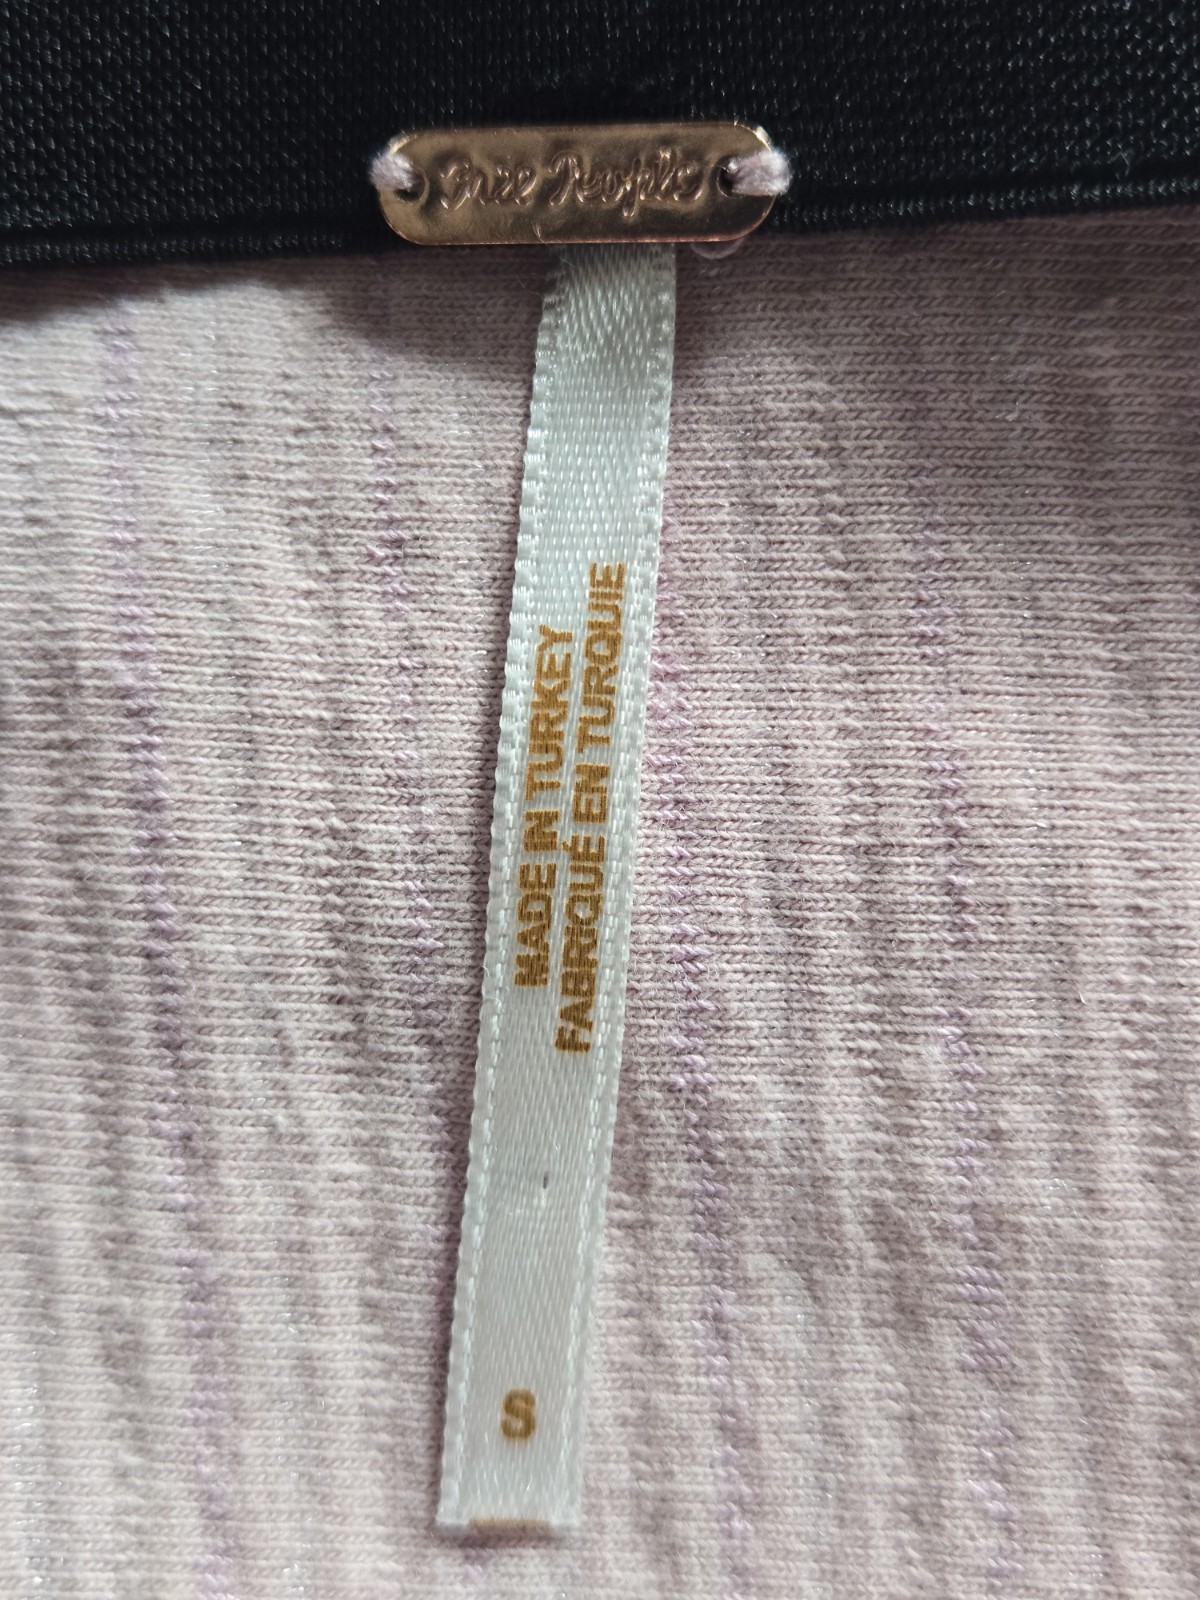 Free People
MADE IN TURKEY
FABRIQUÉ EN TURQUIE
S